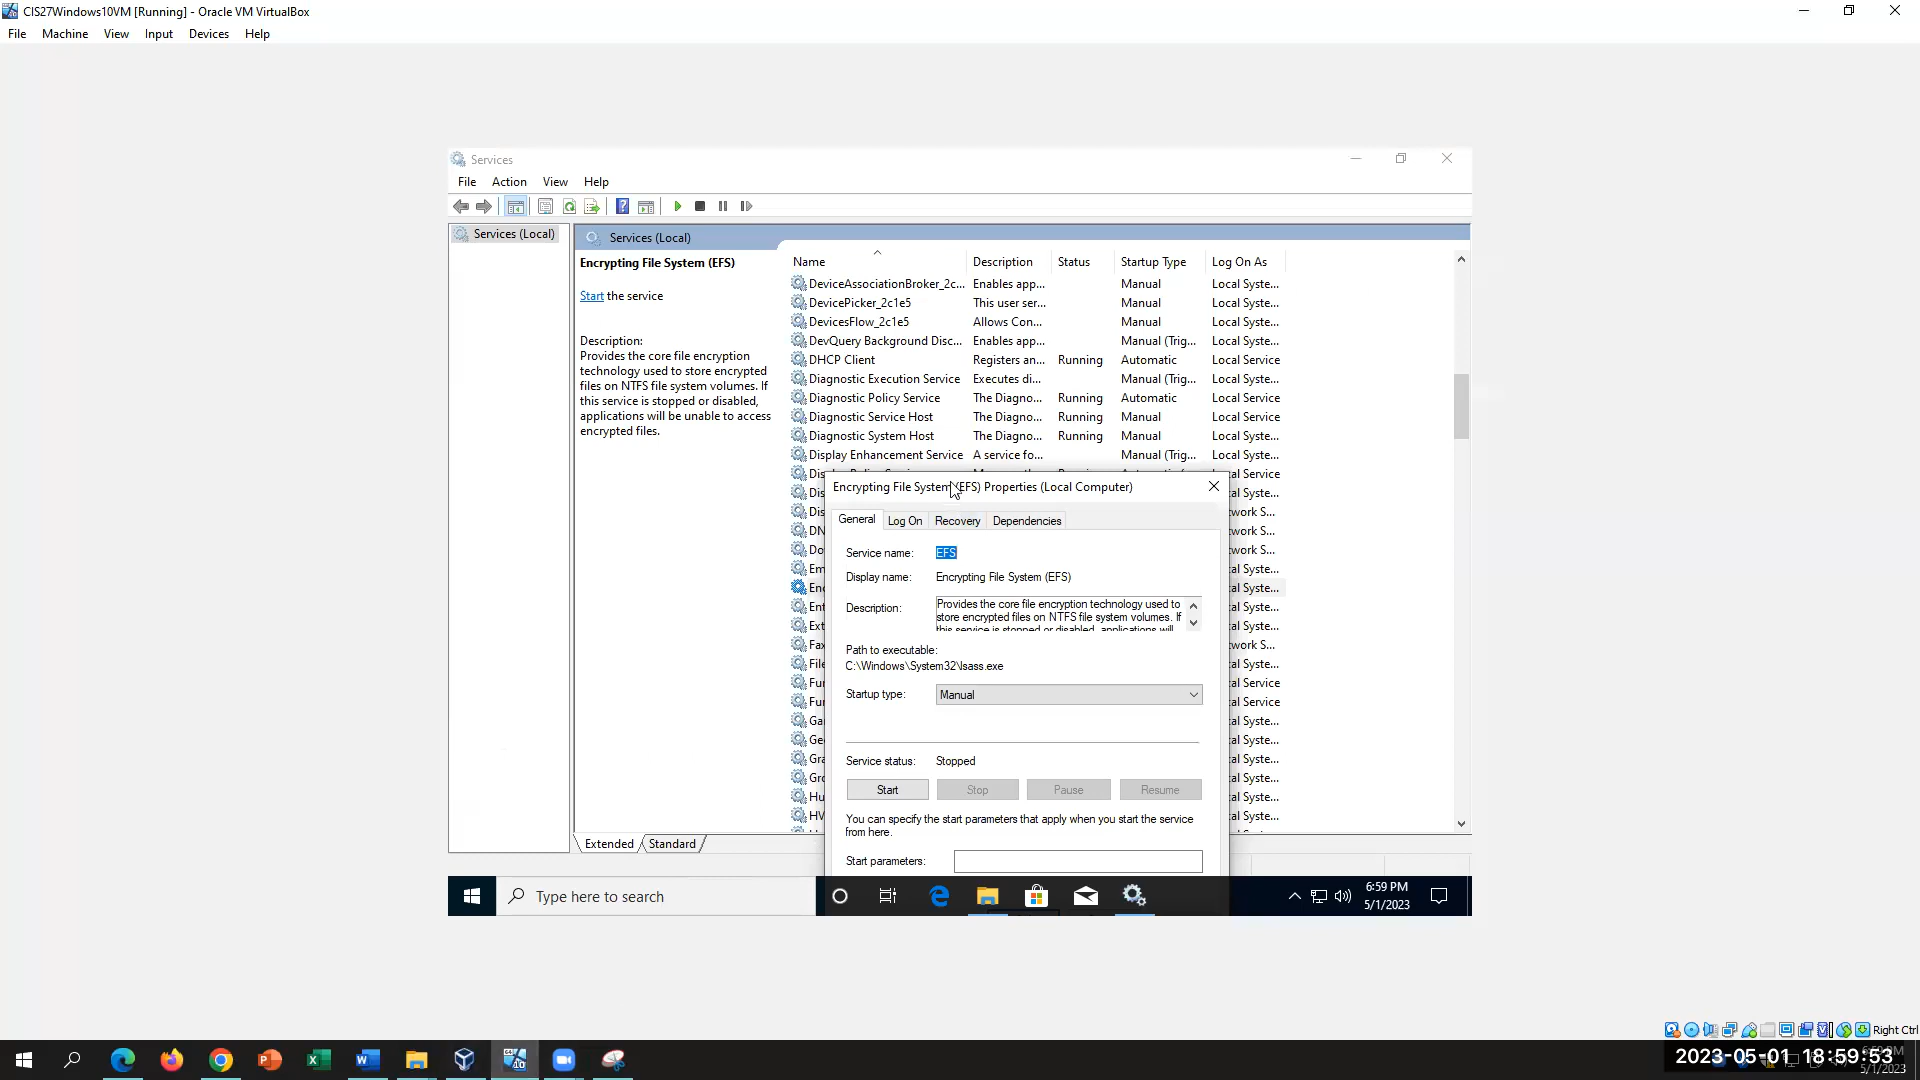 CIS27Windows10VM [Running] - Oracle VM VirtualBox
File Machine View Input Devices Help
Services
File Action View Help
Services (Local)
Services (Local)
Encrypting File System (EFS)
Start the service
Description:
Provides the core file encryption
technology used to store encrypted
files on NTFS file system volumes. If
this service is stopped or disabled,
applications will be unable to access
encrypted files.
Name Description Status Startup Type Log On As
DeviceAssociationBroker_2c... Enables app... Manual Local Syste...
DevicePicker_2c1e5 This user ser... Manual Local Syste...
DevicesFlow_2c1e5 Allows Con... Manual Local Syste...
DevQuery Background Disc... Enables app... Manual (Trig... Local Syste...
DHCP Client Registers an... Running Automatic Local Service
Diagnostic Execution Service Executes di... Manual (Trig... Local Syste...
Diagnostic Policy Service The Diagno... Running Automatic Local Service
Diagnostic Service Host The Diagno... Running Manual Local Service
Diagnostic System Host The Diagno... Running Manual Local Syste...
Display Enhancement Service A service fo... Manual (Trig... Local Syste...
Encrypting File System (EFS) Properties (Local Computer)
General Log On Recovery Dependencies
Service name: EFS
Display name: Encrypting File System (EFS)
Description: Provides the core file encryption technology used to
store encrypted files on NTFS file system volumes. If
this service is stopped or disabled, applications will
Path to executable:
C:\Windows\System32\lsass.exe
Startup type: Manual
Service status: Stopped
Start Stop Pause Resume
You can specify the start parameters that apply when you start the service
from here.
Start parameters:
Extended Standard
Type here to search
6:59 PM
5/1/2023
Right Ctrl
2023-05-01 18:59:53
5/1/2023